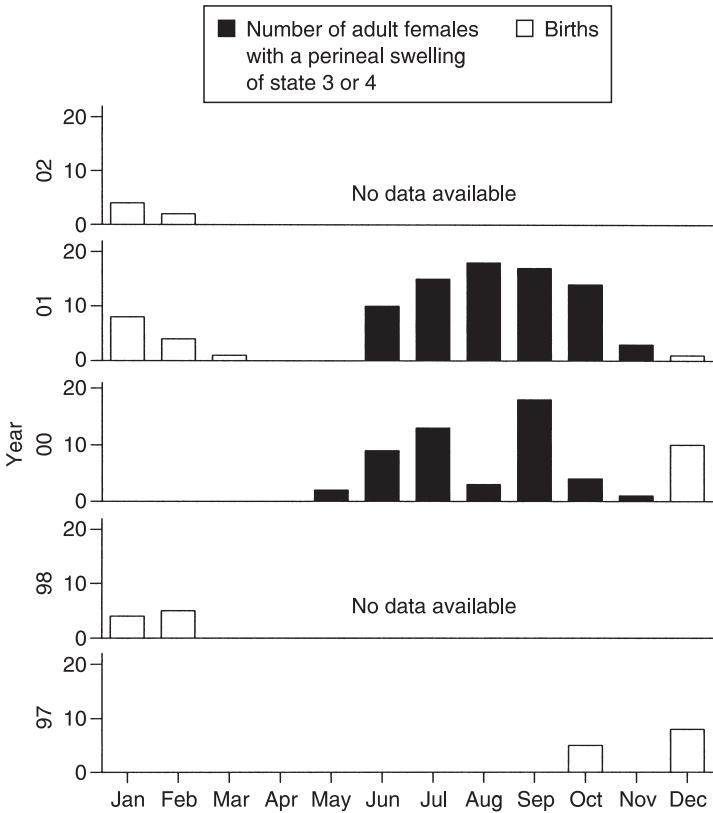 Number of adult females
with a perineal swelling
of state 3 or 4
Births
20
10
0
02
No data available
20
10
0
01
20
10
0
00
Year
20
10
0
98
No data available
20
10
0
97
Jan Feb Mar Apr May Jun Jul Aug Sep Oct Nov Dec